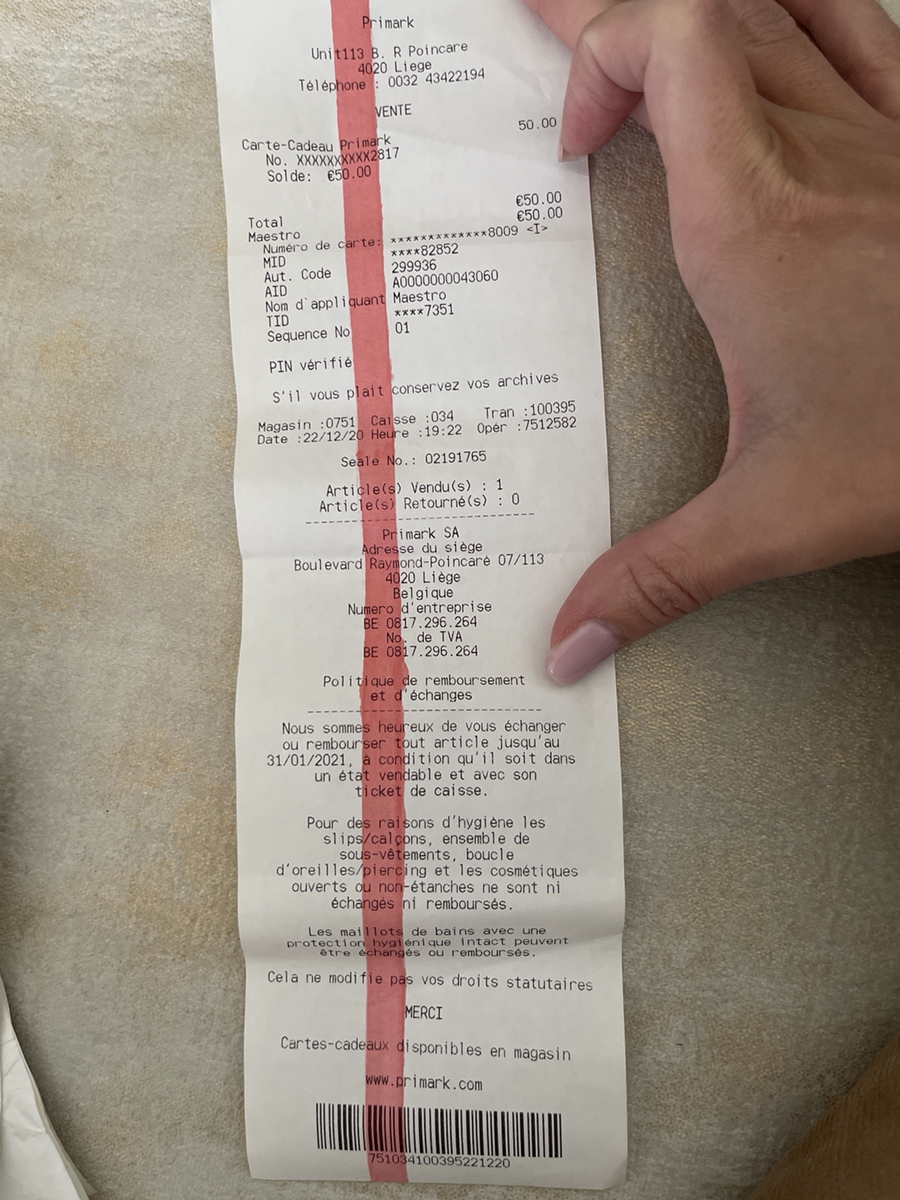 Primark
Unit113 B. R Poincare
4020 Liege
Téléphone : 0032 43422194
VENTE
50.00
Carte-Cadeau Primark
No. XXXXXXXXXX2817
Solde: €50.00
Total €50.00
Maestro €50.00
Numéro de carte: *************8009 <I>
MID ****82852
Aut. Code 299936
AID A0000000043060
Nom d'appliquant Maestro
TID ****7351
Sequence No 01
PIN vérifié
S'il vous plait conservez vos archives
Magasin :0751 Caisse :034 Tran :100395
Date :22/12/20 Heure :19:22 Opér :7512582
Seale No.: 02191765
Article(s) Vendu(s) : 1
Article(s) Retourné(s) : 0
Primark SA
Adresse du siège
Boulevard Raymond-Poincaré 07/113
4020 Liège
Belgique
Numero d'entreprise
BE 0817.296.264
No. de TVA
BE 0817.296.264
Politique de remboursement
et d'échanges
Nous sommes heureux de vous échanger
ou rembourser tout article jusqu'au
31/01/2021, à condition qu'il soit dans
un état vendable et avec son
ticket de caisse.
Pour des raisons d'hygiène les
slips/calçons, ensemble de
sous-vêtements, boucle
d'oreilles/piercing et les cosmétiques
ouverts ou non-étanches ne sont ni
échangés ni remboursés.
Les maillots de bains avec une
protection hygiénique intact peuvent
être échangés ou remboursés.
Cela ne modifie pas vos droits statutaires
MERCI
Cartes-cadeaux disponibles en magasin
www.primark.com
751034100395221220